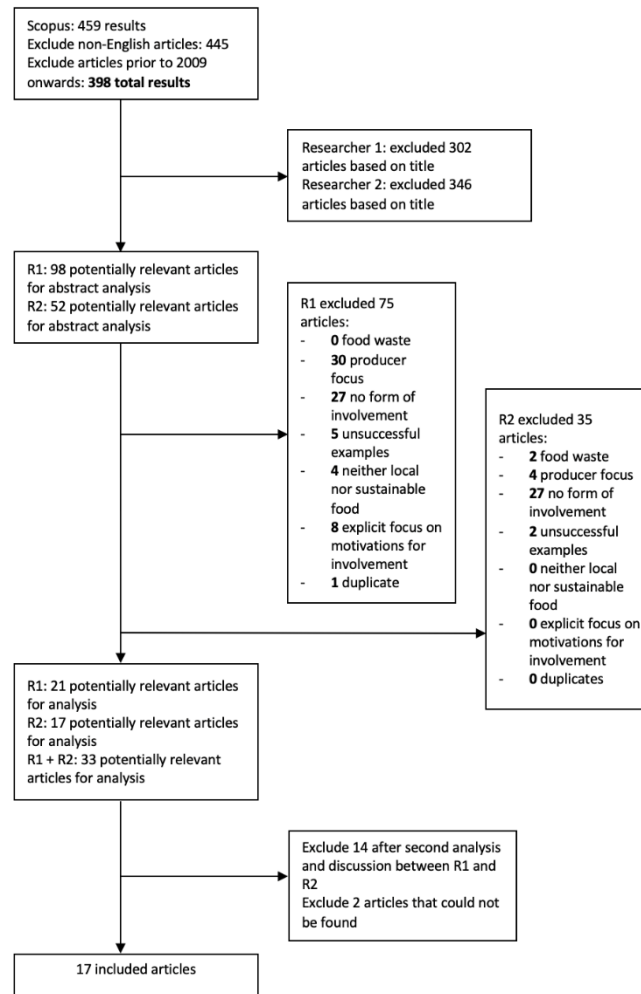 Scopus: 459 results
Exclude non-English articles: 445
Exclude articles prior to 2009
onwards: 398 total results
Researcher 1: excluded 302
articles based on title
Researcher 2: excluded 346
articles based on title
R1: 98 potentially relevant articles
for abstract analysis
R2: 52 potentially relevant articles
for abstract analysis
R1 excluded 75
articles:
- 0 food waste
- 30 producer
focus
- 27 no form of
involvement
- 5 unsuccessful
examples
- 4 neither local
nor sustainable
food
- 8 explicit focus on
motivations for
involvement
- 1 duplicate
R2 excluded 35
articles:
- 2 food waste
- 4 producer focus
- 27 no form of
involvement
- 2 unsuccessful
examples
- 0 neither local
nor sustainable
food
- 0 explicit focus on
motivations for
involvement
- 0 duplicates
R1: 21 potentially relevant articles
for analysis
R2: 17 potentially relevant articles
for analysis
R1 + R2: 33 potentially relevant
articles for analysis
Exclude 14 after second analysis
and discussion between R1 and
R2
Exclude 2 articles that could not
be found
17 included articles